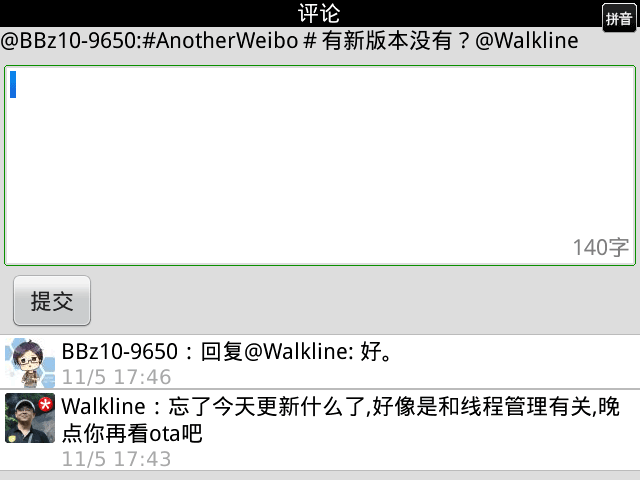 评论
拼音
@BBz10-9650:#AnotherWeibo＃有新版本没有？@Walkline
140字
提交
BBz10-9650：回复@Walkline: 好。
11/5 17:46
Walkline：忘了今天更新什么了,好像是和线程管理有关,晚
点你再看ota吧
11/5 17:43